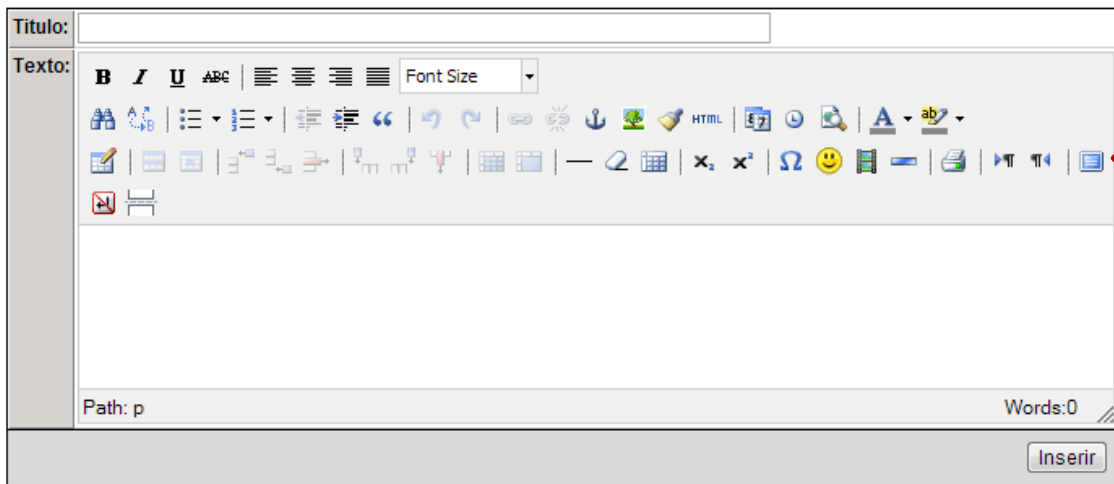 Titulo:
Texto:
B I U ABC Font Size
A B HTML A ab
x₂ x² Ω ¶ ¶
Path: p Words:0
Inserir